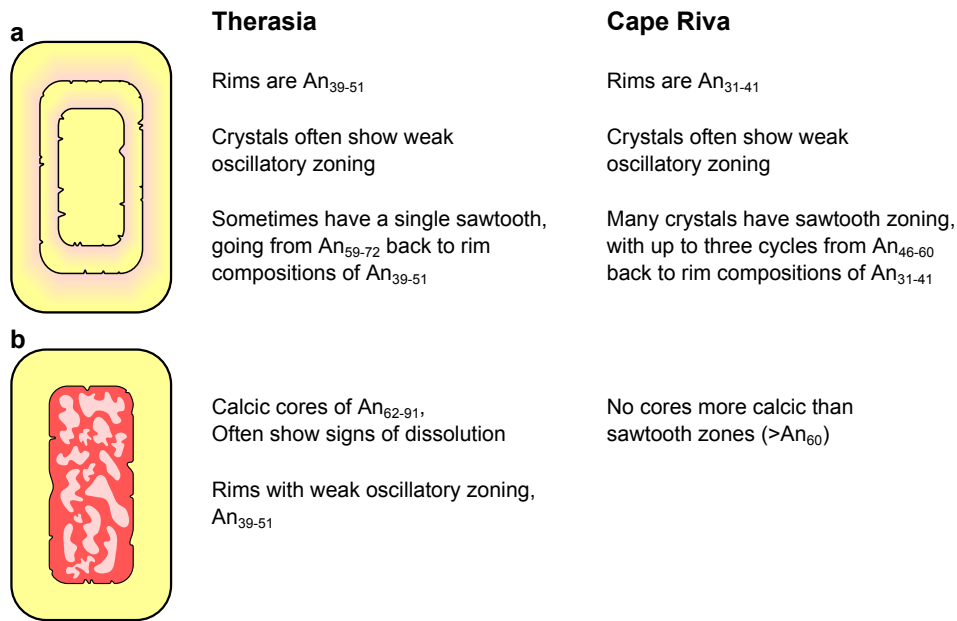 Therasia
Cape Riva
a
Rims are An39-51
Crystals often show weak
oscillatory zoning
Sometimes have a single sawtooth,
going from An59-72 back to rim
compositions of An39-51
Rims are An31-41
Crystals often show weak
oscillatory zoning
Many crystals have sawtooth zoning,
with up to three cycles from An46-60
back to rim compositions of An31-41
b
Calcic cores of An62-91,
Often show signs of dissolution
Rims with weak oscillatory zoning,
An39-51
No cores more calcic than
sawtooth zones (>An60)